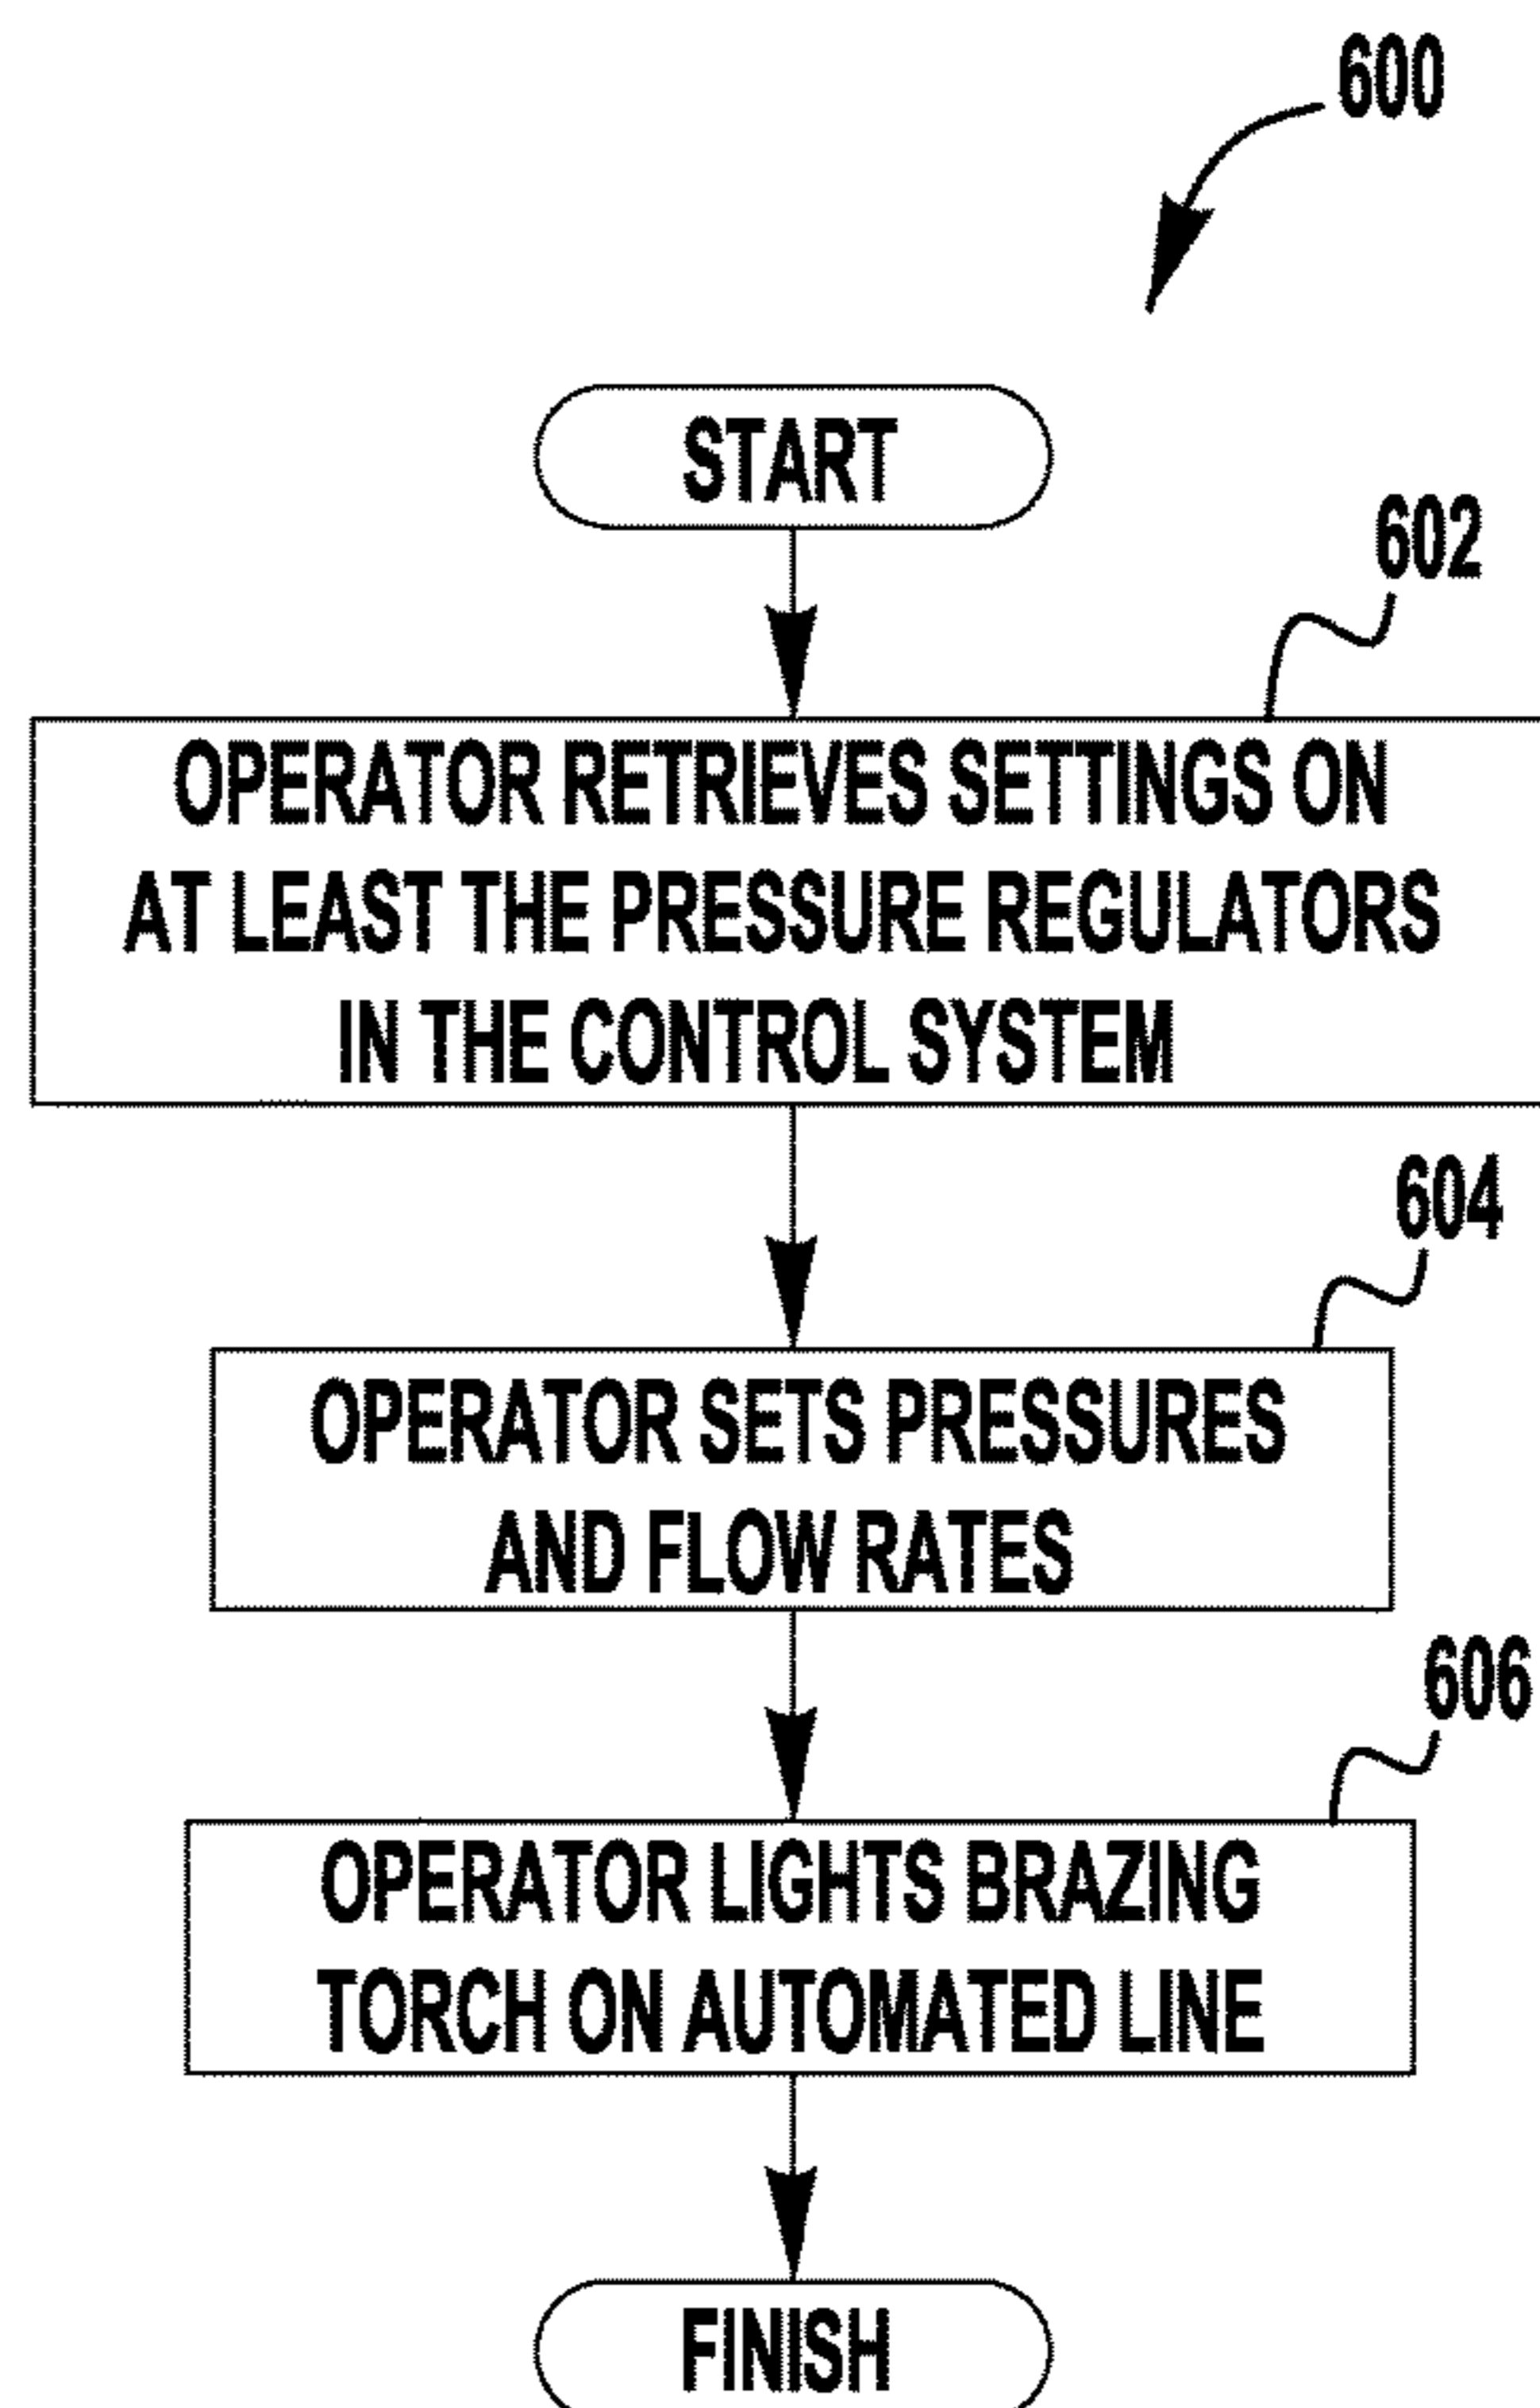 600
START
602
OPERATOR RETRIEVES SETTINGS ON
AT LEAST THE PRESSURE REGULATORS
IN THE CONTROL SYSTEM
604
OPERATOR SETS PRESSURES
AND FLOW RATES
606
OPERATOR LIGHTS BRAZING
TORCH ON AUTOMATED LINE
FINISH